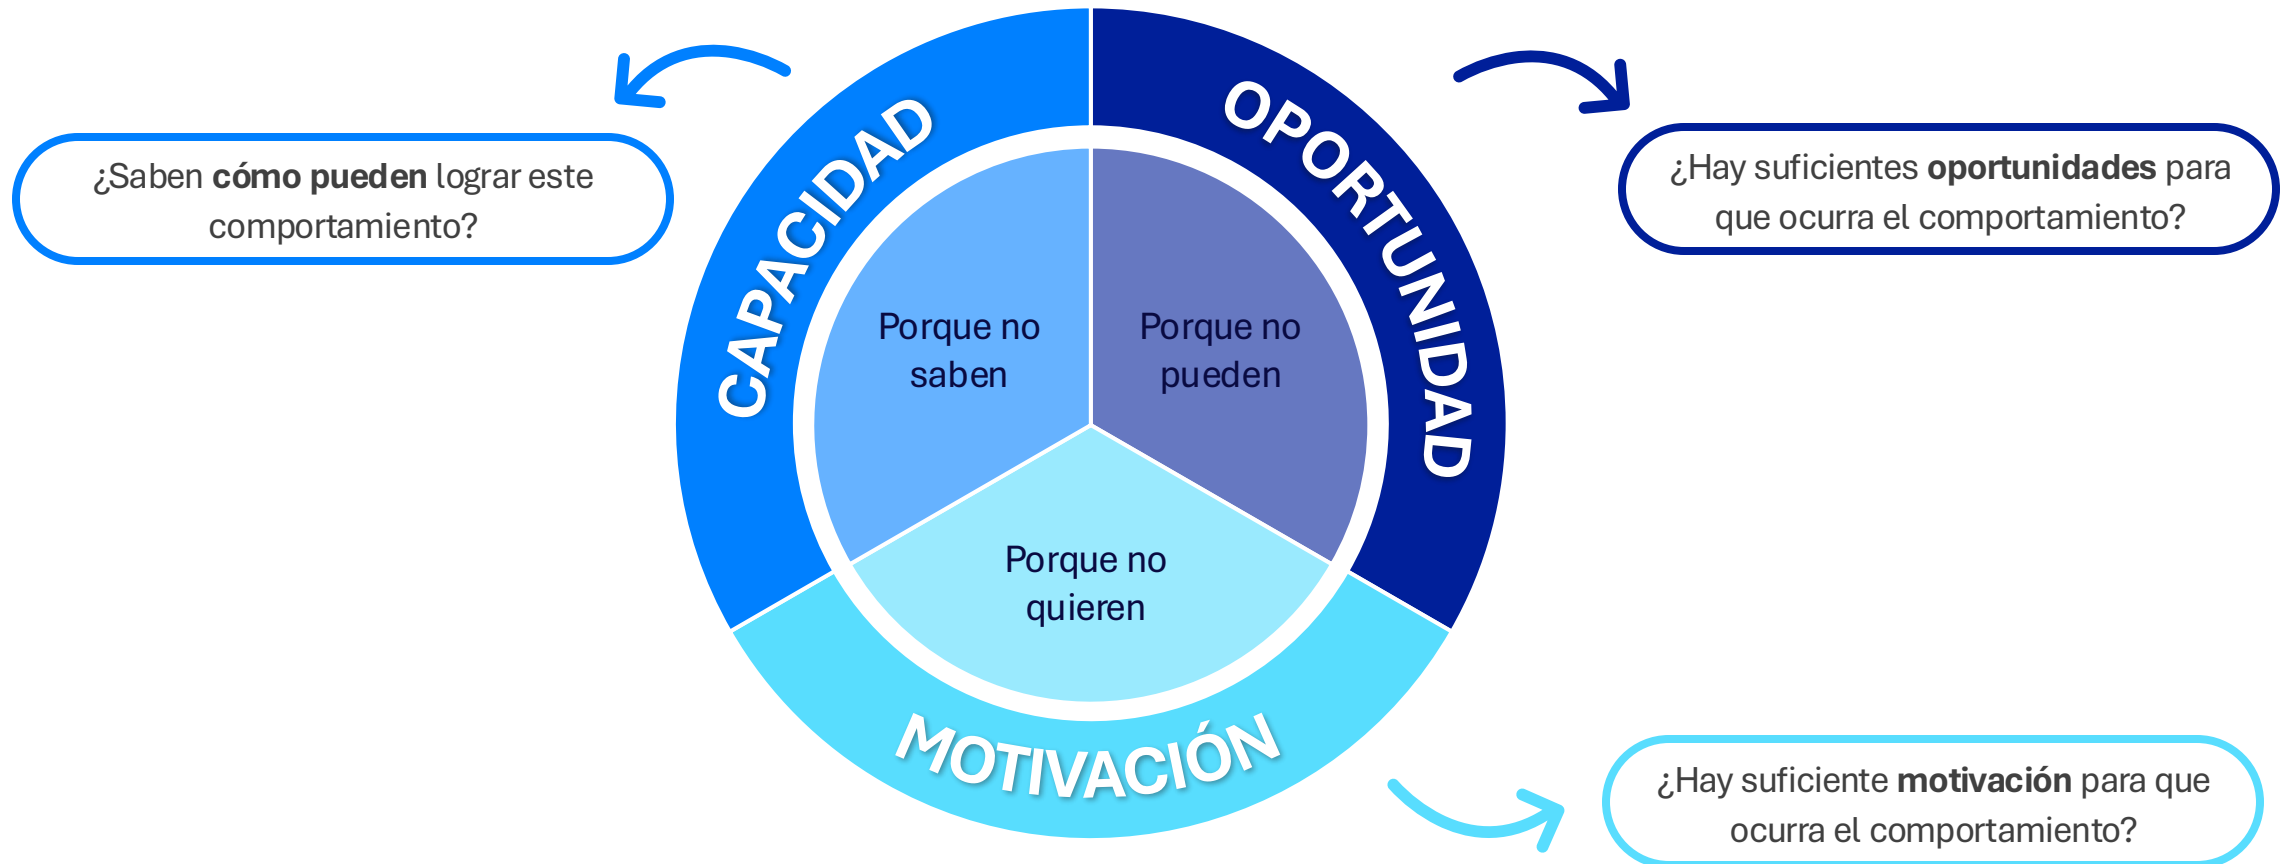 CAPACIDAD
OPORTUNIDAD
¿Saben cómo pueden lograr este
comportamiento?
¿Hay suficientes oportunidades para
que ocurra el comportamiento?
Porque no
saben
Porque no
pueden
Porque no
quieren
MOTIVACIÓN
¿Hay suficiente motivación para que
ocurra el comportamiento?